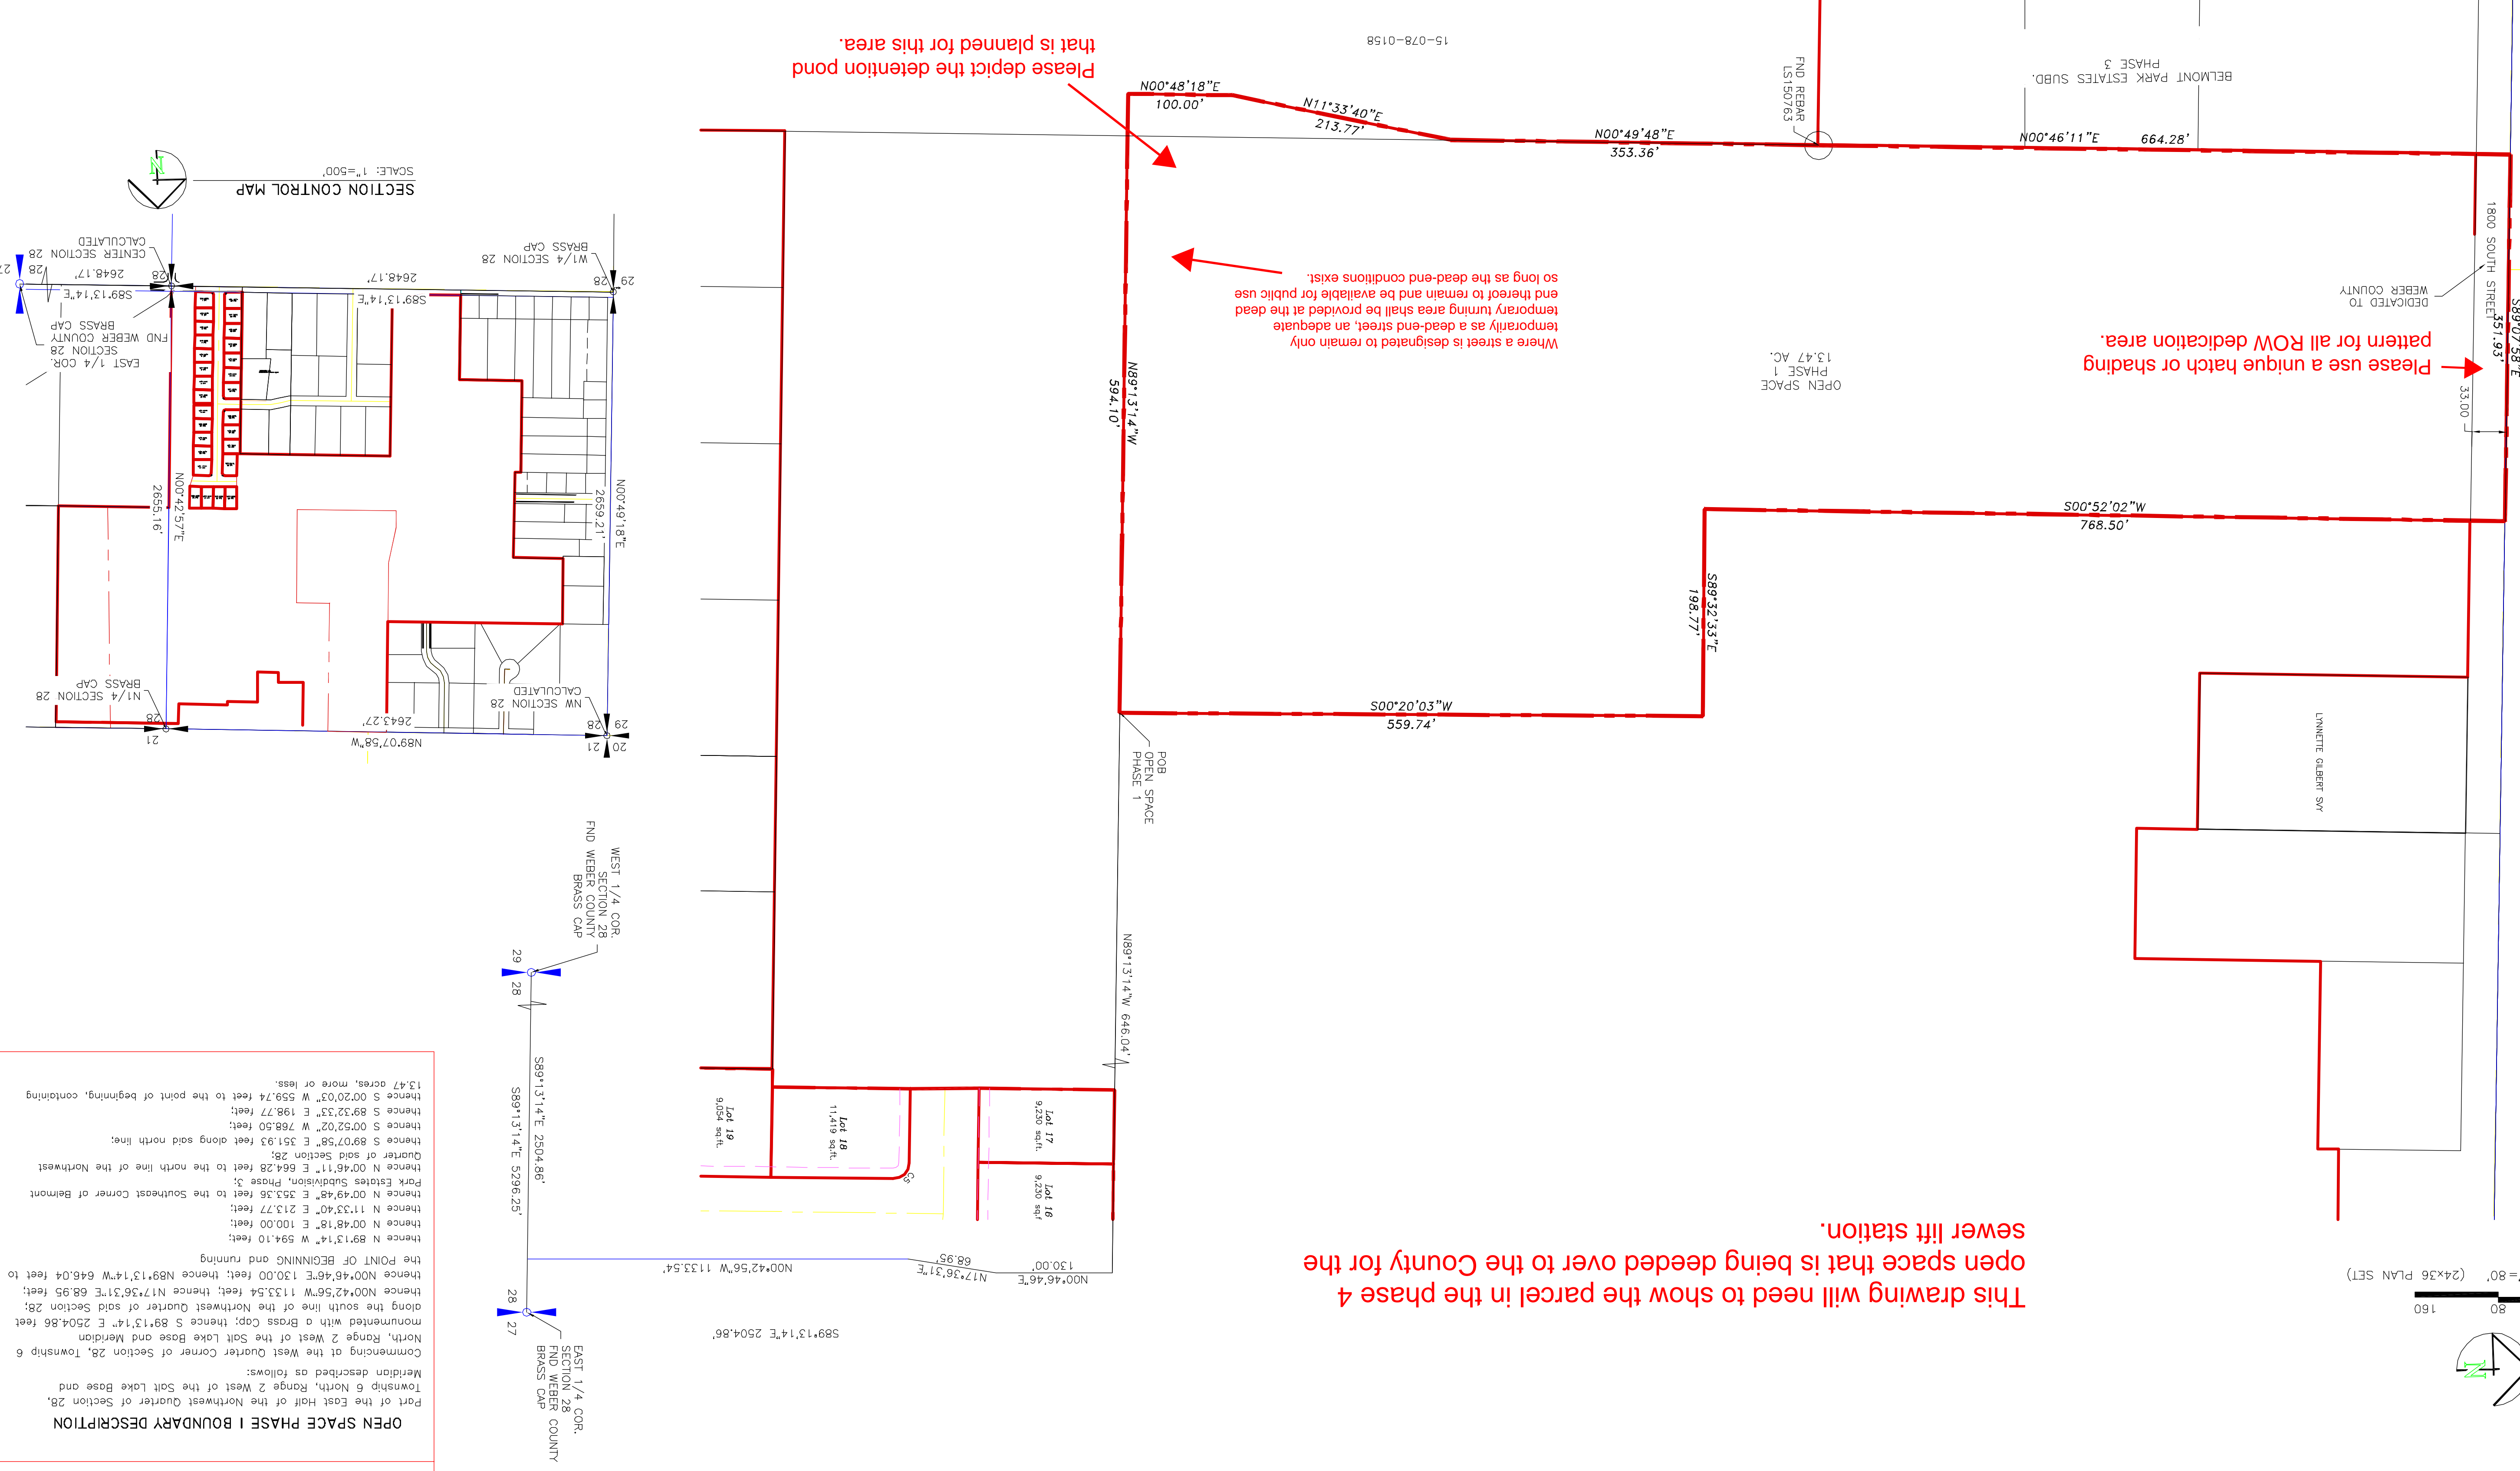 OPEN SPACE PHASE 1 BOUNDARY DESCRIPTION
Part of the East Half of the Northwest Quarter of Section 28,
Township 6 North, Range 2 West of the Salt Lake Base and
Meridian described as follows:
Commencing at the West Quarter Corner of Section 28, Township 6
North, Range 2 West of the Salt Lake Base and Meridian
monumented with a Brass Cap; thence S 89°13'14" E 2504.86 feet
along the south line of the Northwest Quarter of said Section 28;
thence N00°42'56"W 1133.54 feet; thence N17°36'31"E 68.95 feet;
thence N00°46'46"E 130.00 feet; thence N89°13'14"W 646.04 feet to
the POINT OF BEGINNING and running
thence N 89°13'14" W 594.10 feet;
thence N 00°48'18" E 100.00 feet;
thence N 11°33'40" E 213.77 feet;
thence N 00°49'48" E 353.36 feet to the Southeast Corner of Belmont
Park Estates Subdivision, Phase 3;
thence N 00°46'11" E 664.28 feet to the north line of the Northwest
Quarter of said Section 28;
thence S 89°07'58" E 351.93 feet along said north line;
thence S 00°52'02" W 768.50 feet;
thence S 89°32'33" E 198.77 feet;
thence S 00°20'03" W 559.74 feet to the point of beginning, containing
13.47 acres, more or less.
EAST 1/4 COR.
SECTION 28
FND WEBER COUNTY
BRASS CAP
28
27
S89°13'14"E 2504.86'
S89°13'14"E 2504.86'
S89°13'14"E 5296.25'
29
28
WEST 1/4 COR.
SECTION 28
FND WEBER COUNTY
BRASS CAP
N00°42'56"W 1133.54'
N17°36'31"E
68.95'
N00°46'46"E
130.00'
Lot 16
9,230 sq.f
Lot 17
9,230 sq.ft.
Lot 18
11,419 sq.ft.
Lot 19
9,054 sq.ft.
C5
N89°13'14"W 646.04'
POB
OPEN SPACE
PHASE 1
This drawing will need to show the parcel in the phase 4
open space that is being deeded over to the County for the
sewer lift station.
=80' (24x36 PLAN SET)
80
160
N
LYNNETTE GILBERT SVY
S00°20'03"W
559.74'
S89°32'33"E
198.77'
S00°52'02"W
768.50'
S89°07'58"E
351.93'
33.00
1800 SOUTH STREET
DEDICATED TO
WEBER COUNTY
Please use a unique hatch or shading
pattern for all ROW dedication area.
OPEN SPACE
PHASE 1
13.47 AC.
N89°13'14"W
594.10'
Where a street is designated to remain only
temporarily as a dead-end street, an adequate
temporary turning area shall be provided at the dead
end thereof to remain and be available for public use
so long as the dead-end conditions exist.
N00°48'18"E
100.00'
N11°33'40"E
213.77'
N00°49'48"E
353.36'
N00°46'11"E 664.28'
FND REBAR
LS150763
BELMONT PARK ESTATES SUBD.
PHASE 3
15-078-0158
Please depict the detention pond
that is planned for this area.
N89°07'58"W
2643.27'
20
21
29
28
NW SECTION 28
CALCULATED
21
28
N1/4 SECTION 28
BRASS CAP
N00°49'18"E
2659.21'
N00°42'57"E
2655.16'
EAST 1/4 COR.
SECTION 28
FND WEBER COUNTY
BRASS CAP
S89°13'14"E
2648.17'
S89°13'14"E
2648.17'
28
28
27
29
28
W1/4 SECTION 28
BRASS CAP
CENTER SECTION 28
CALCULATED
SECTION CONTROL MAP
SCALE: 1"=500'
N